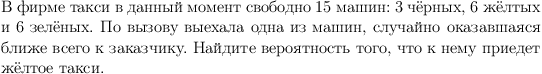 В фирме такси в данный момент свободно 15 машин: 3 чёрных, 6 жёлтых
и 6 зелёных. По вызову выехала одна из машин, случайно оказавшаяся
ближе всего к заказчику. Найдите вероятность того, что к нему приедет
жёлтое такси.